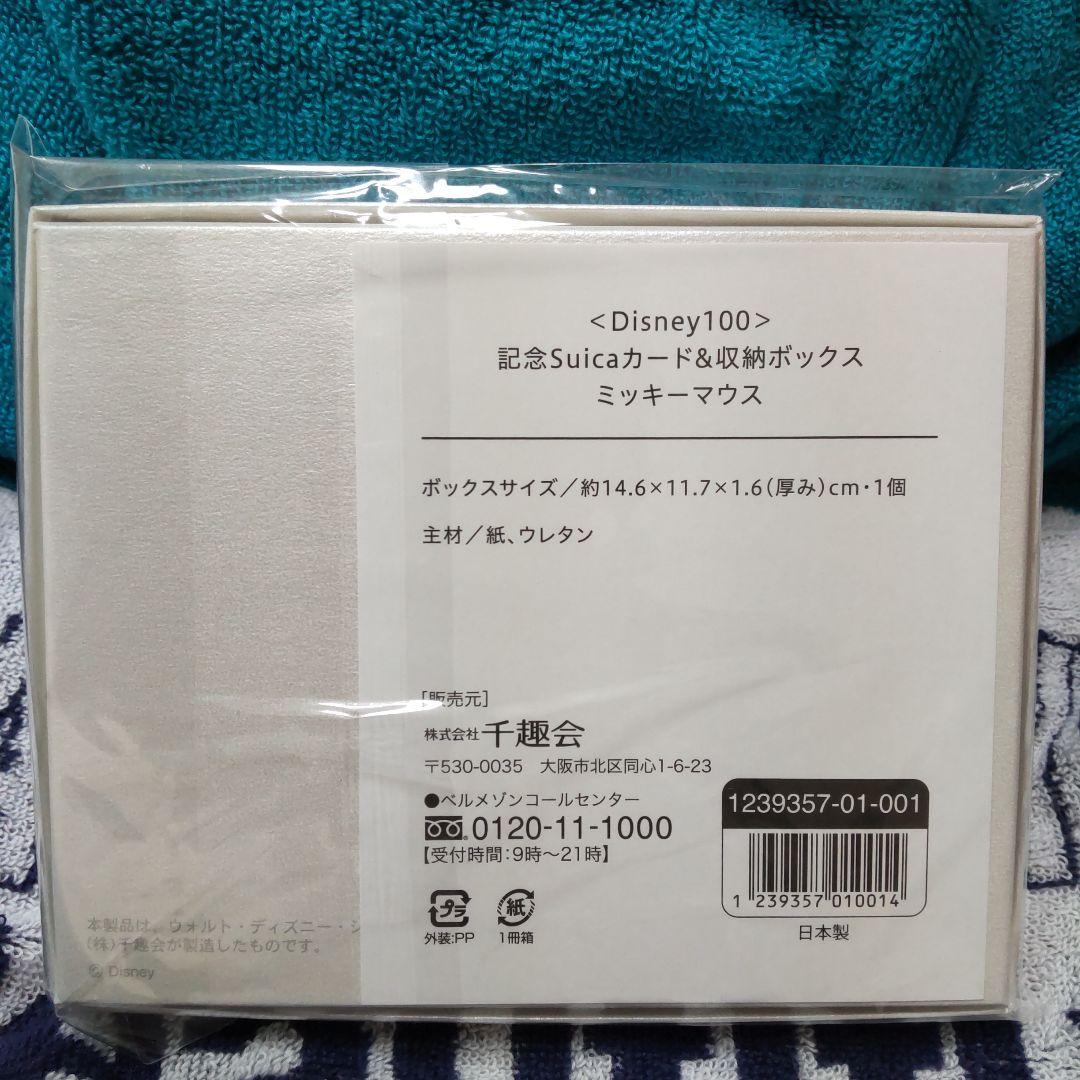 <Disney100>
記念Suicaカード&収納ボックス
ミッキーマウス
ボックスサイズ/約14.6×11.7×1.6(厚み)cm・1個
主材/紙、ウレタン
[販売元]
株式会社 千趣会
〒530-0035 大阪市北区同心1-6-23
●ベルメゾンコールセンター
0120-11-1000
【受付時間:9時〜21時】
プラ 紙
外装:PP 1冊箱
1239357-01-001
1 239357 010014
日本製
本製品は、ウォルト・ディズニー・
(株)千趣会が製造したものです。
© Disney